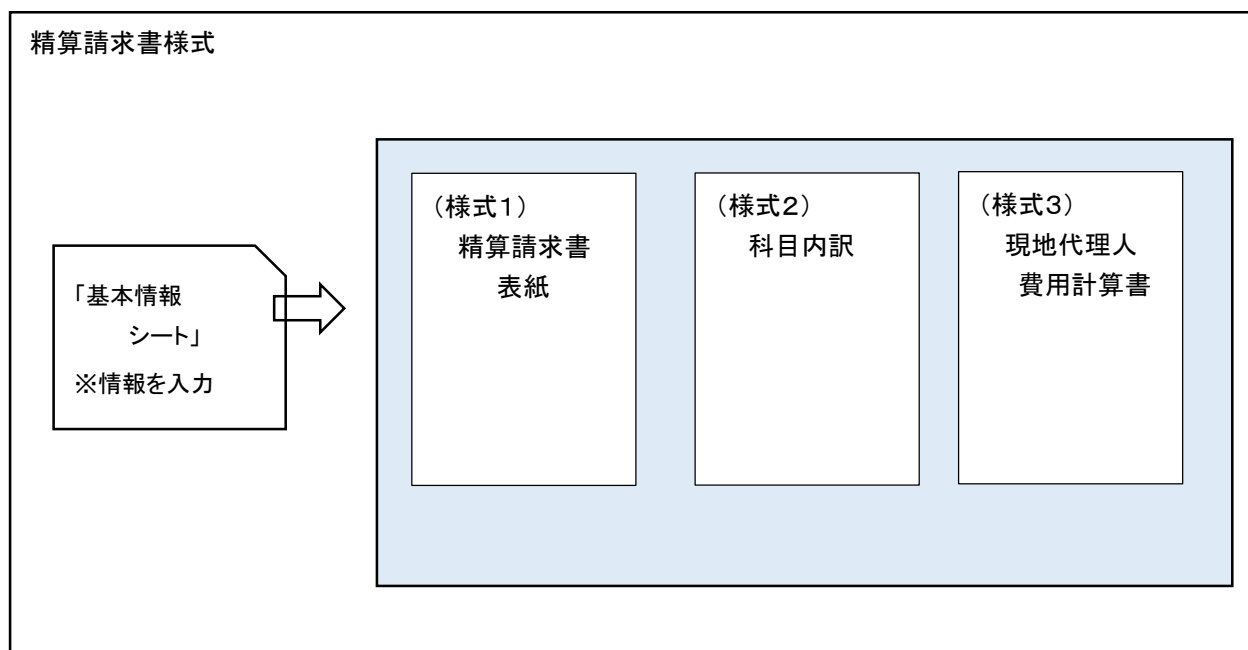 精算請求書様式
「基本情報
シート」
※情報を入力
（様式１）
精算請求書
表紙
（様式２）
科目内訳
（様式３）
現地代理人
費用計算書